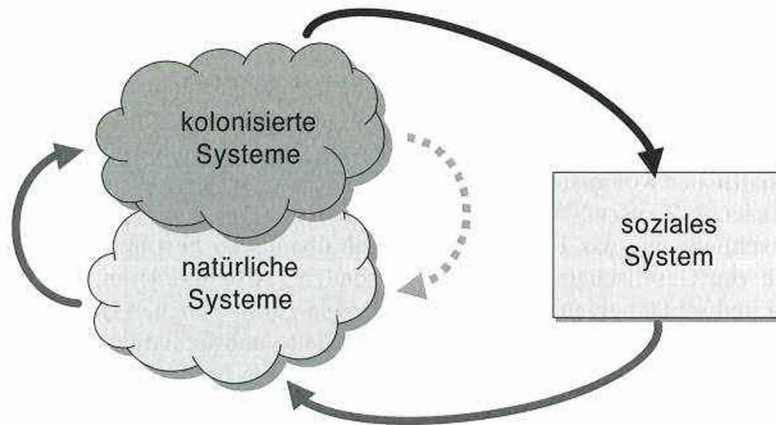 kolonisierte
Systeme
natürliche
Systeme
soziales
System